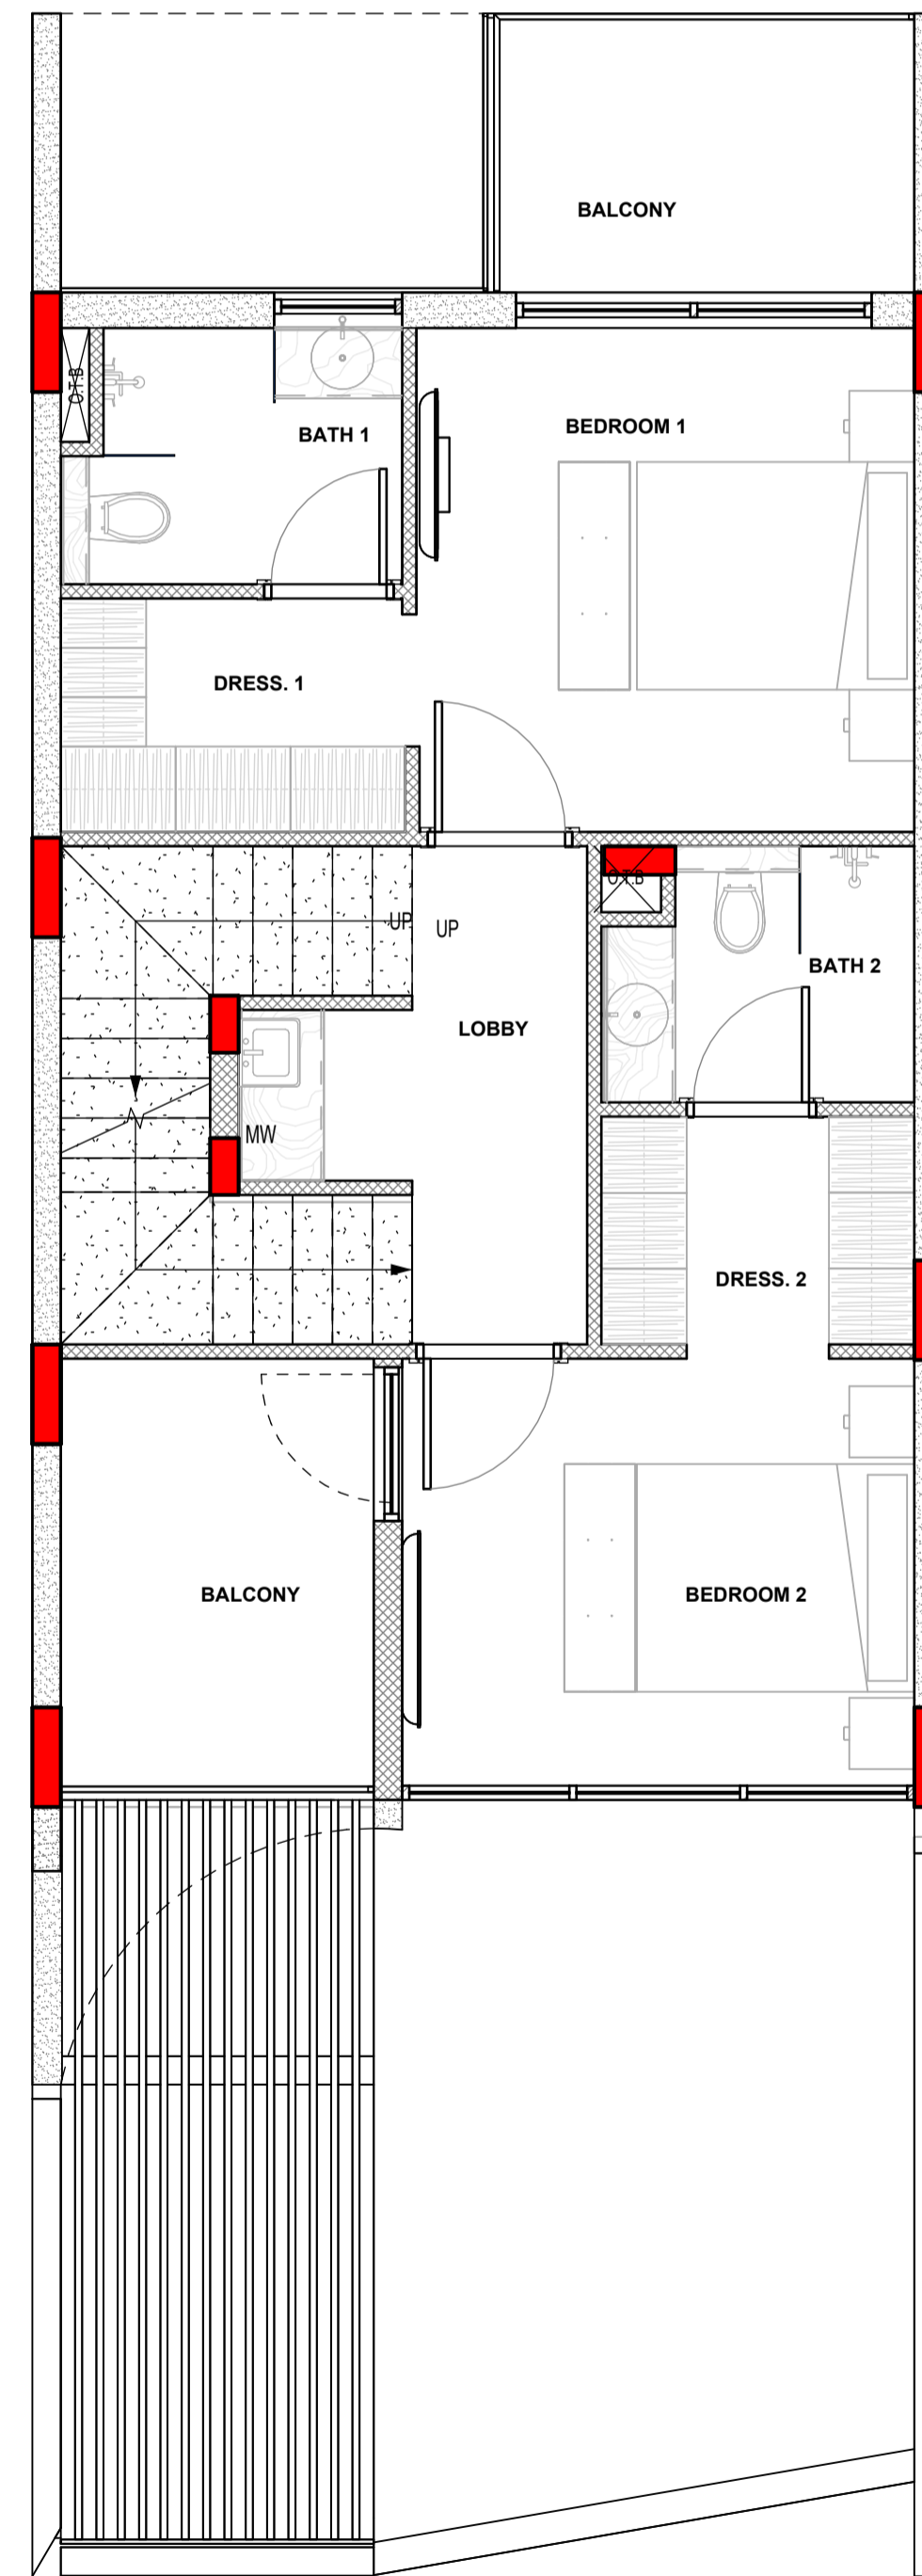 BALCONY
O.T.B
BATH 1
BEDROOM 1
DRESS. 1
UP
UP
O.T.B
BATH 2
LOBBY
MW
DRESS. 2
BALCONY
BEDROOM 2